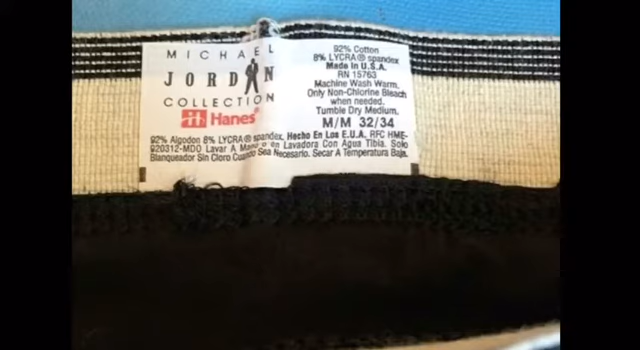 MICHAEL
JORDAN
COLLECTION
Hanes®
92% Cotton
8% LYCRA® spandex
Made in U.S.A.
RN 15763
Machine Wash Warm.
Only Non-Chlorine Bleach
when needed.
Tumble Dry Medium.
M/M 32/34
92% Algodon 8% LYCRA® spandex. Hecho En Los E.U.A. RFC HME-
920312-MD0 Lavar A Mano o en Lavadora Con Agua Tibia. Solo
Blanqueador Sin Cloro Cuando Sea Necesario. Secar A Temperatura Baja.